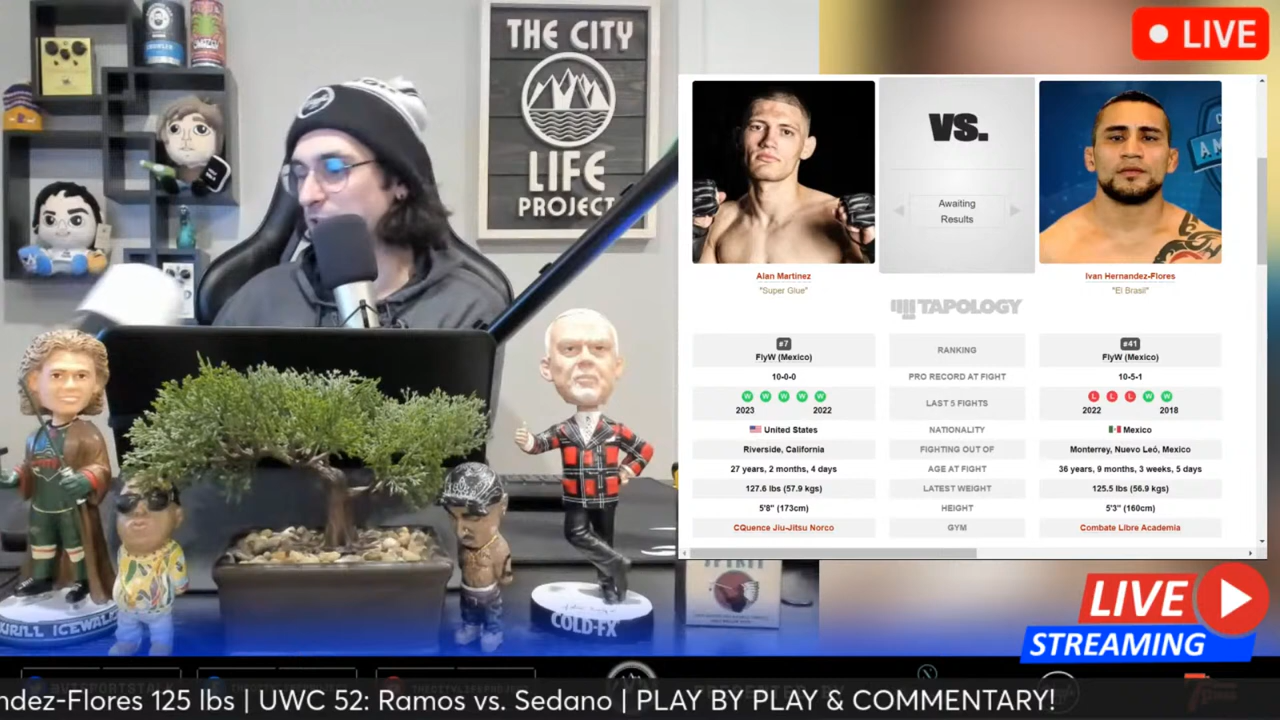 LIVE
THE CITY
LIFE
PROJECT
VS.
Awaiting
Results
Alan Martinez
Ivan Hernandez-Flores
"Super Glue"
"El Brasil"
TAPOLOGY
#7
FlyW (Mexico)
RANKING
#41
FlyW (Mexico)
10-0-0
PRO RECORD AT FIGHT
10-5-1
W W W W W
2023 2022
LAST 5 FIGHTS
L L L W W
2022 2018
United States
NATIONALITY
Mexico
Riverside, California
FIGHTING OUT OF
Monterrey, Nuevo Leó, Mexico
27 years, 2 months, 4 days
AGE AT FIGHT
36 years, 9 months, 3 weeks, 5 days
127.6 lbs (57.9 kgs)
LATEST WEIGHT
125.5 lbs (56.9 kgs)
5'8" (173cm)
HEIGHT
5'3" (160cm)
CQuence Jiu-Jitsu Norco
GYM
Combate Libre Academia
SPIRIT
KIRILL ICEWALK
COLD-FX
LIVE
STREAMING
ndez-Flores 125 lbs | UWC 52: Ramos vs. Sedano | PLAY BY PLAY & COMMENTARY!